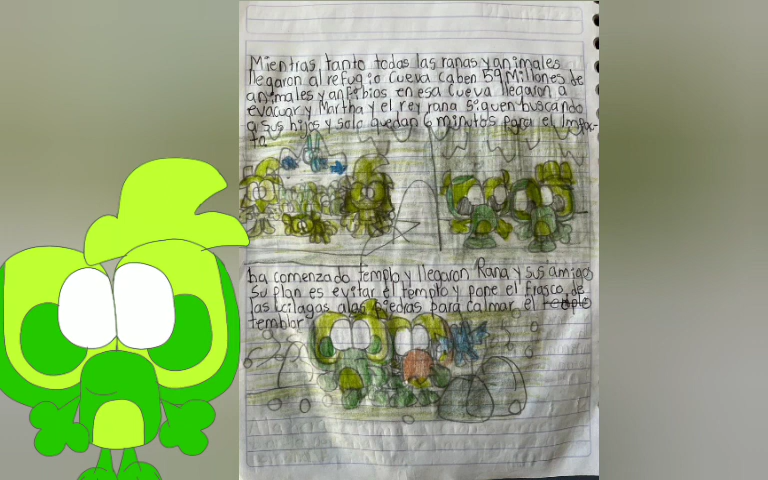 Mientras, tanto todas las ranas y animales
llegaron al refugio Cueva caben 59 Millones de
animales y anfibios en esa Cueva llegaron a
evacuar y Martha y el rey rana siguen buscando
a sus hijos y solo quedan 6 minutos para el Impac-
to
ha comenzado templo y llegaron Rana y sus amigos
Su Plan es evitar el templo y pone el frasco de
las lucilagas a las piedras para calmar el
temblor